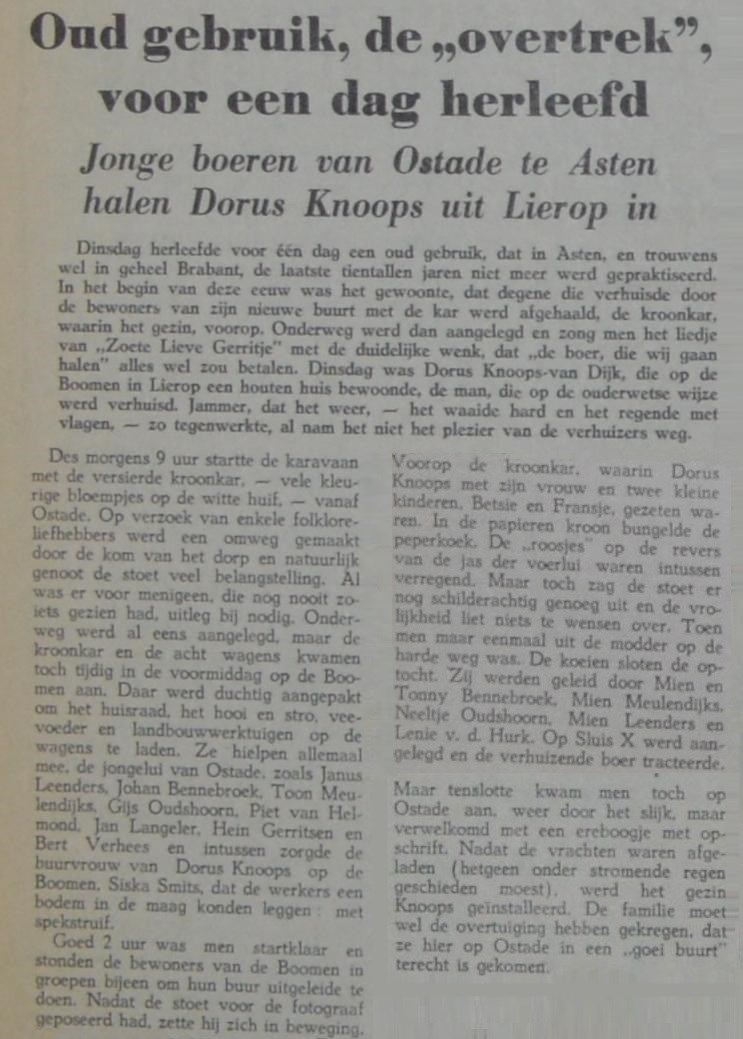 Oud gebruik, de „overtrek”,
voor een dag herleefd
Jonge boeren van Ostade te Asten
halen Dorus Knoops uit Lierop in
Dinsdag herleefde voor één dag een oud gebruik, dat in Asten, en trouwens
wel in geheel Brabant, de laatste tientallen jaren niet meer werd gepraktiseerd.
In het begin van deze eeuw was het gewoonte, dat degene die verhuisde door
de bewoners van zijn nieuwe buurt met de kar werd afgehaald, de kroonkar,
waarin het gezin, voorop. Onderweg werd dan aangelegd en zong men het liedje
van „Zoete Lieve Gerritje” met de duidelijke wenk, dat „de boer, die wij gaan
halen” alles wel zou betalen. Dinsdag was Dorus Knoops-van Dijk, die op de
Boomen in Lierop een houten huis bewoonde, de man, die op de ouderwetse wijze
werd verhuisd. Jammer, dat het weer, — het waaide hard en het regende met
vlagen, — zo tegenwerkte, al nam het niet het plezier van de verhuizers weg.
Des morgens 9 uur startte de karavaan
met de versierde kroonkar, — vele kleu-
rige bloempjes op de witte huif, — vanaf
Ostade. Op verzoek van enkele folklore-
liefhebbers werd een omweg gemaakt
door de kom van het dorp en natuurlijk
genoot de stoet veel belangstelling. Al
was er voor menigeen, die nog nooit zo-
iets gezien had, uitleg bij nodig. Onder-
weg werd al eens aangelegd, maar de
kroonkar en de acht wagens kwamen
toch tijdig in de voormiddag op de Boo-
men aan. Daar werd duchtig aangepakt
om het huisraad, het hooi en stro, vee-
voeder en landbouwwerktuigen op de
wagens te laden. Ze hielpen allemaal
mee, de jongelui van Ostade, zoals Janus
Leenders, Johan Bennebroek, Toon Meu-
lendijks, Gijs Oudshoorn, Piet van Hel-
mond, Jan Langeler, Hein Gerritsen en
Bert Verhees en intussen zorgde de
buurvrouw van Dorus Knoops op de
Boomen, Siska Smits, dat de werkers een
bodem in de maag konden leggen : met
spekstruif.
Goed 2 uur was men startklaar en
stonden de bewoners van de Boomen in
groepen bijeen om hun buur uitgeleide te
doen. Nadat de stoet voor de fotograaf
geposeerd had, zette hij zich in beweging.
Voorop de kroonkar, waarin Dorus
Knoops met zijn vrouw en twee kleine
kinderen, Betsie en Fransje, gezeten wa-
ren. In de papieren kroon bungelde de
peperkoek. De „roosjes” op de revers
van de jas der voerlui waren intussen
verregend. Maar toch zag de stoet er
nog schilderachtig genoeg uit en de vro-
lijkheid liet niets te wensen over. Toen
men maar eenmaal uit de modder op de
harde weg was. De koeien sloten de op-
tocht. Zij werden geleid door Mien en
Tonny Bennebroek, Mien Meulendijks,
Neeltje Oudshoorn, Mien Leenders en
Lenie v. d. Hurk. Op Sluis X werd aan-
gelegd en de verhuizende boer tracteerde.
Maar tenslotte kwam men toch op
Ostade aan, weer door het slijk, maar
verwelkomd met een ereboogje met op-
schrift. Nadat de vrachten waren afge-
laden (hetgeen onder stromende regen
geschieden moest), werd het gezin
Knoops geïnstalleerd. De familie moet
wel de overtuiging hebben gekregen, dat
ze hier op Ostade in een „goei buurt”
terecht is gekomen.